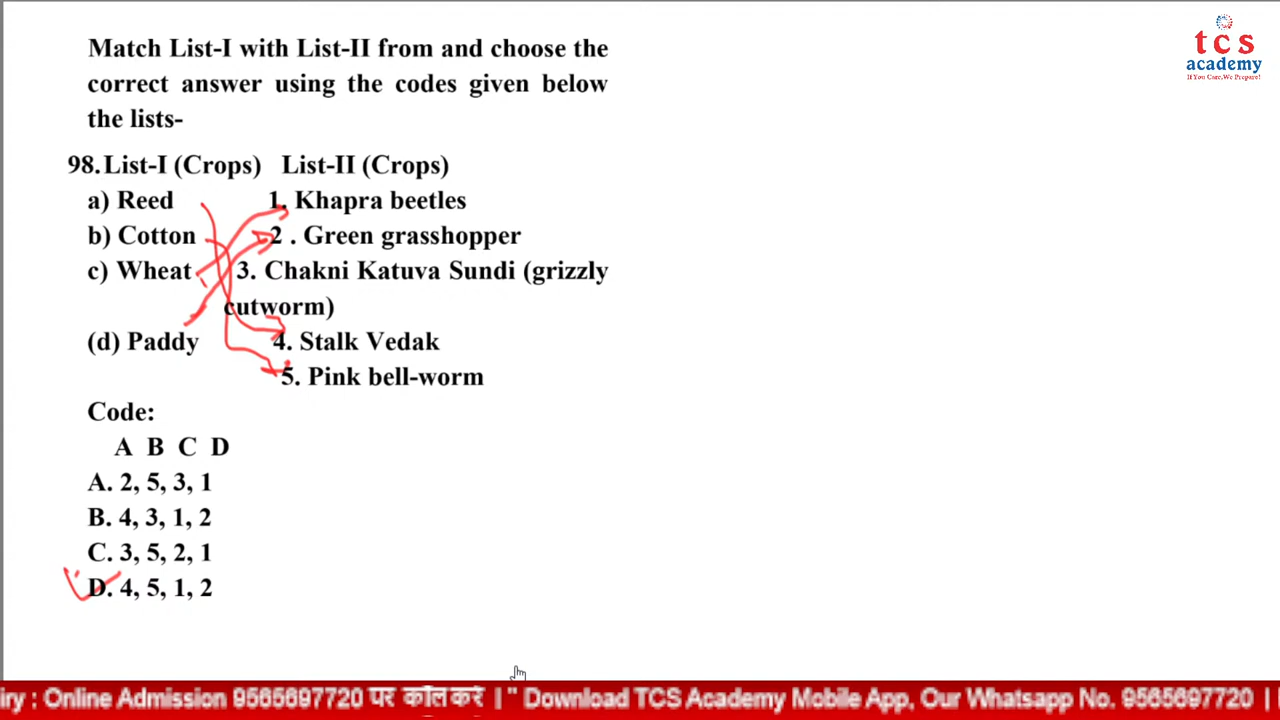 tcs
academy
If You Care, We Prepare!
Match List-I with List-II from and choose the
correct answer using the codes given below
the lists-
98. List-I (Crops) List-II (Crops)
a) Reed 1. Khapra beetles
b) Cotton 2 . Green grasshopper
c) Wheat 3. Chakni Katuva Sundi (grizzly
cutworm)
(d) Paddy 4. Stalk Vedak
5. Pink bell-worm
Code:
A B C D
A. 2, 5, 3, 1
B. 4, 3, 1, 2
C. 3, 5, 2, 1
D. 4, 5, 1, 2
iry : Online Admission 9565697720 पर कॉल करें | " Download TCS Academy Mobile App, Our Whatsapp No. 9565697720 |